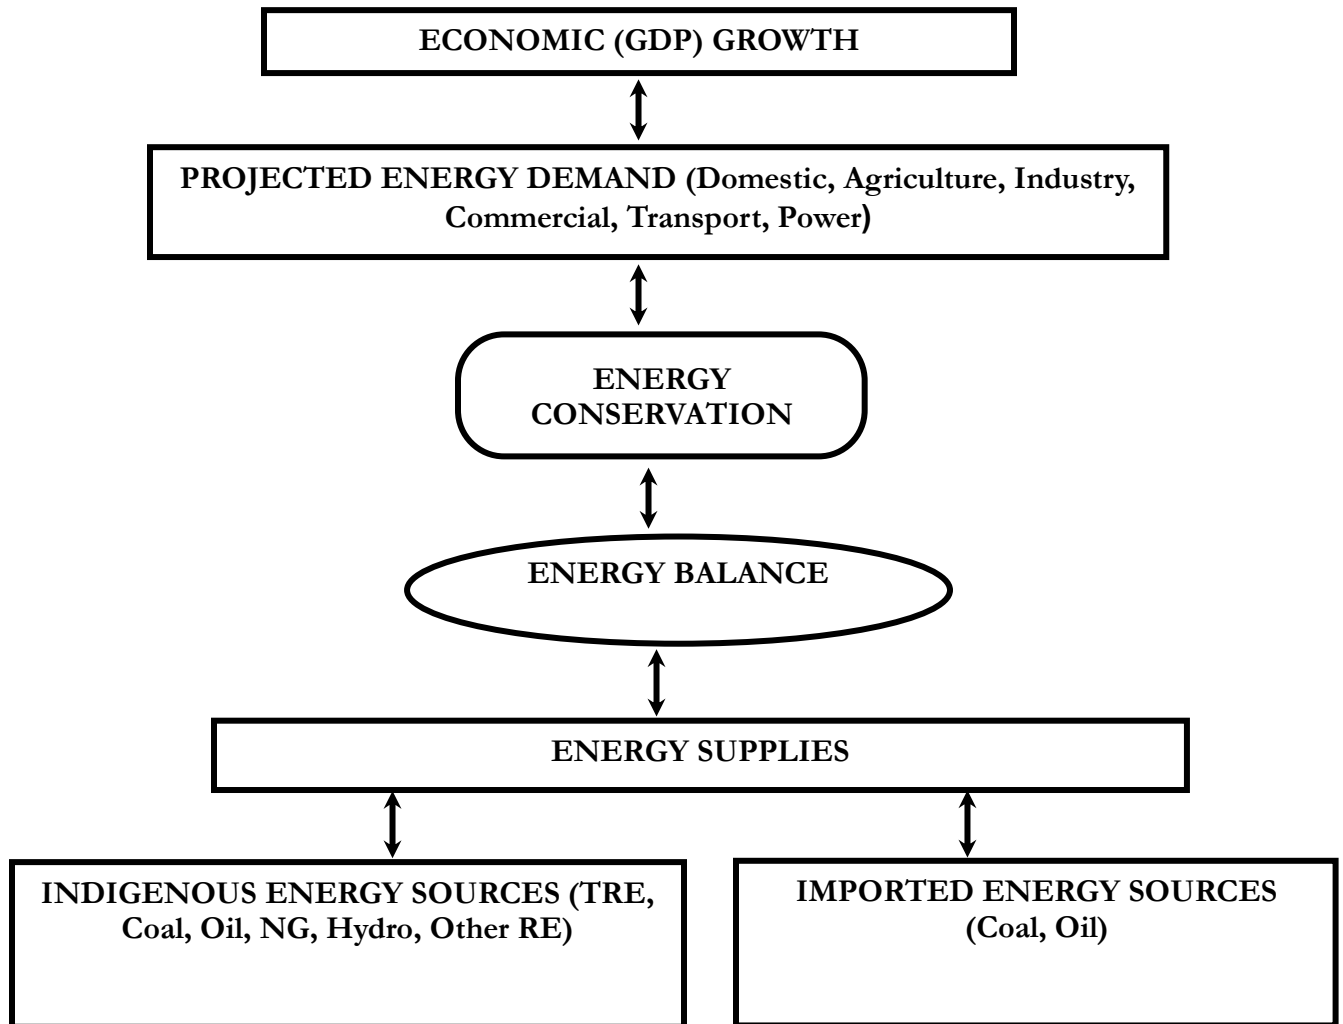 ECONOMIC (GDP) GROWTH
PROJECTED ENERGY DEMAND (Domestic, Agriculture, Industry,
Commercial, Transport, Power)
ENERGY
CONSERVATION
ENERGY BALANCE
ENERGY SUPPLIES
INDIGENOUS ENERGY SOURCES (TRE,
Coal, Oil, NG, Hydro, Other RE)
IMPORTED ENERGY SOURCES
(Coal, Oil)